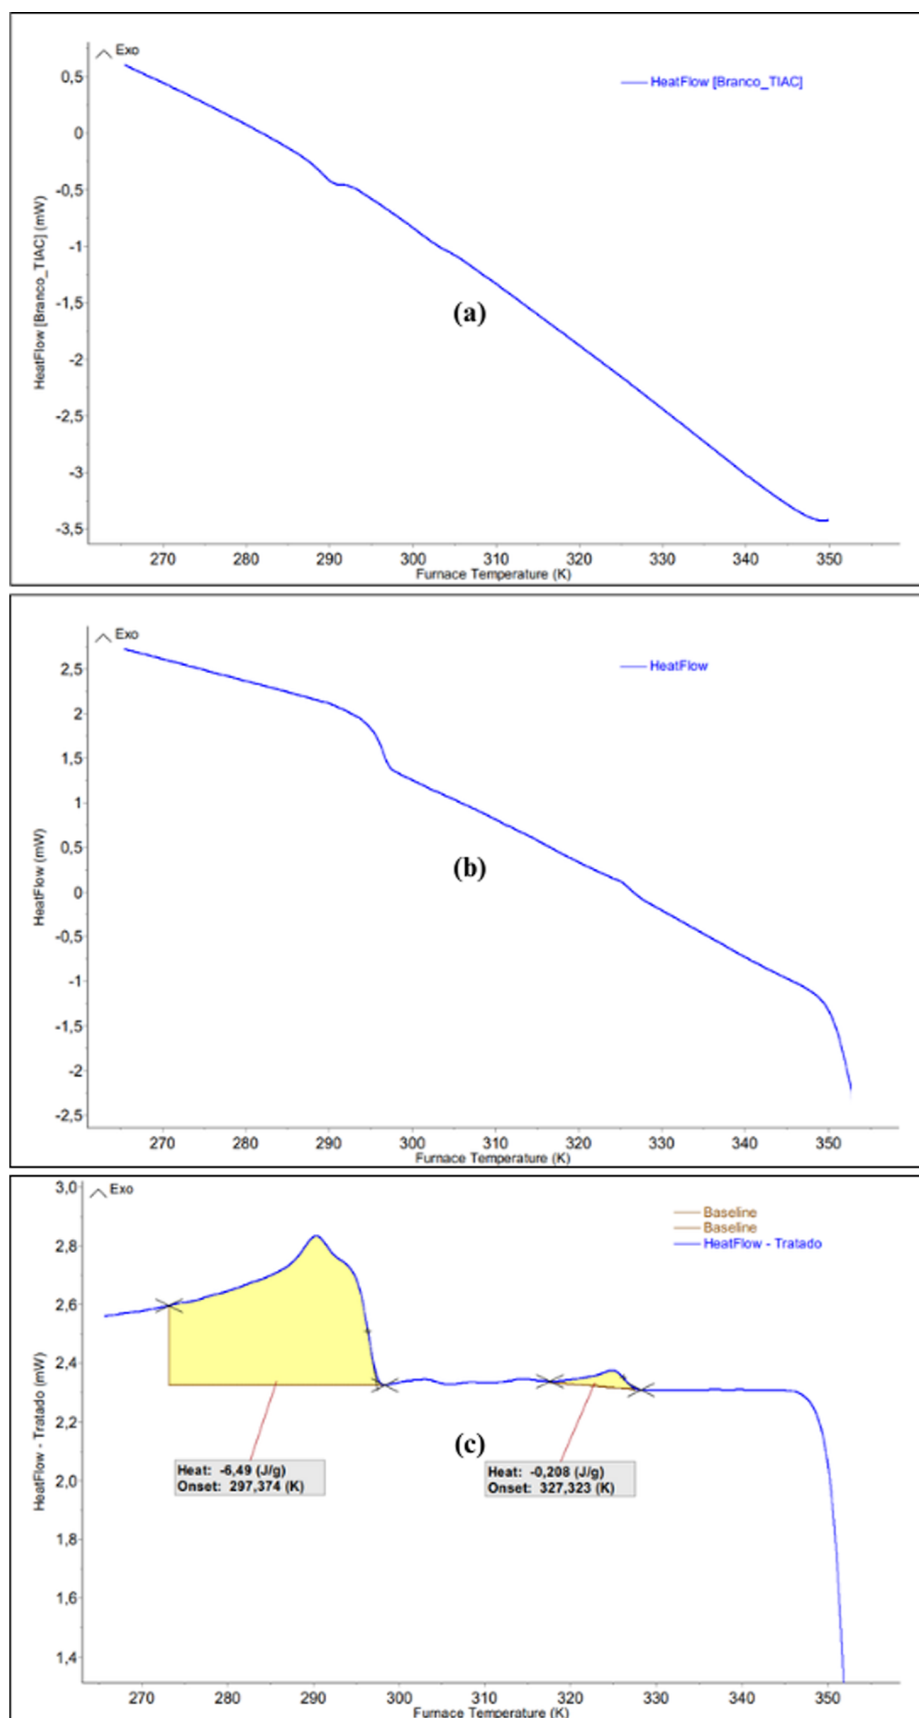 Exo
HeatFlow [Branco_TIAC]
0,5
0
-0,5
-1
-1,5
-2
-2,5
-3
-3,5
HeatFlow [Branco_TIAC] (mW)
(a)
270 280 290 300 310 320 330 340 350
Furnace Temperature (K)
Exo
HeatFlow
2,5
2
1,5
1
0,5
0
-0,5
-1
-1,5
-2
-2,5
HeatFlow (mW)
(b)
270 280 290 300 310 320 330 340 350
Furnace Temperature (K)
Exo
Baseline
Baseline
HeatFlow - Tratado
3,0
2,8
2,6
2,4
2,2
2,0
1,8
1,6
1,4
HeatFlow - Tratado (mW)
(c)
Heat: -6,49 (J/g)
Onset: 297,374 (K)
Heat: -0,208 (J/g)
Onset: 327,323 (K)
270 280 290 300 310 320 330 340 350
Furnace Temperature (K)